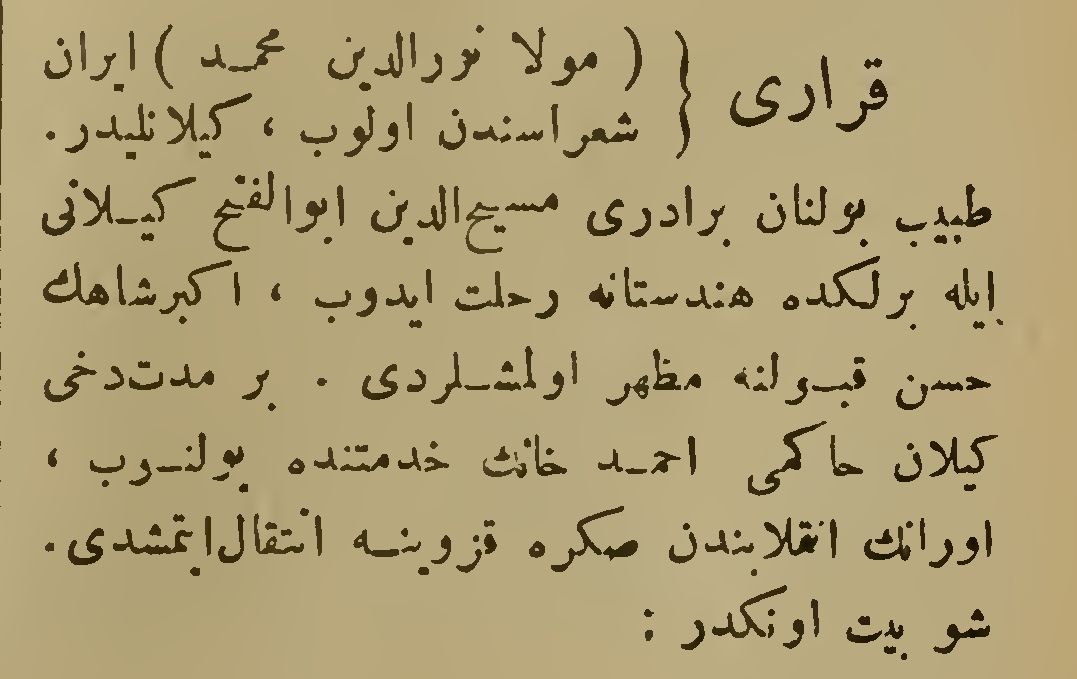 قراری } ( مولا نورالدین محمد ) ایران
شعراسندن اولوب ، کیلانلیدر .
طبیب بولنان برادری مسیح‌الدین ابوالفتح کیلانی
ایله برلکده هندستانه رحلت ایدوب ، اکبرشاهك
حسن قبولنه مظهر اولمشلردی . بر مدت‌دخی
کیلان حاکمی احمد خانك خدمتنده بولنوب ،
اورانك انقلابندن صکره قزوینه انتقال‌ایتمشدی .
شو بیت اونکدر :